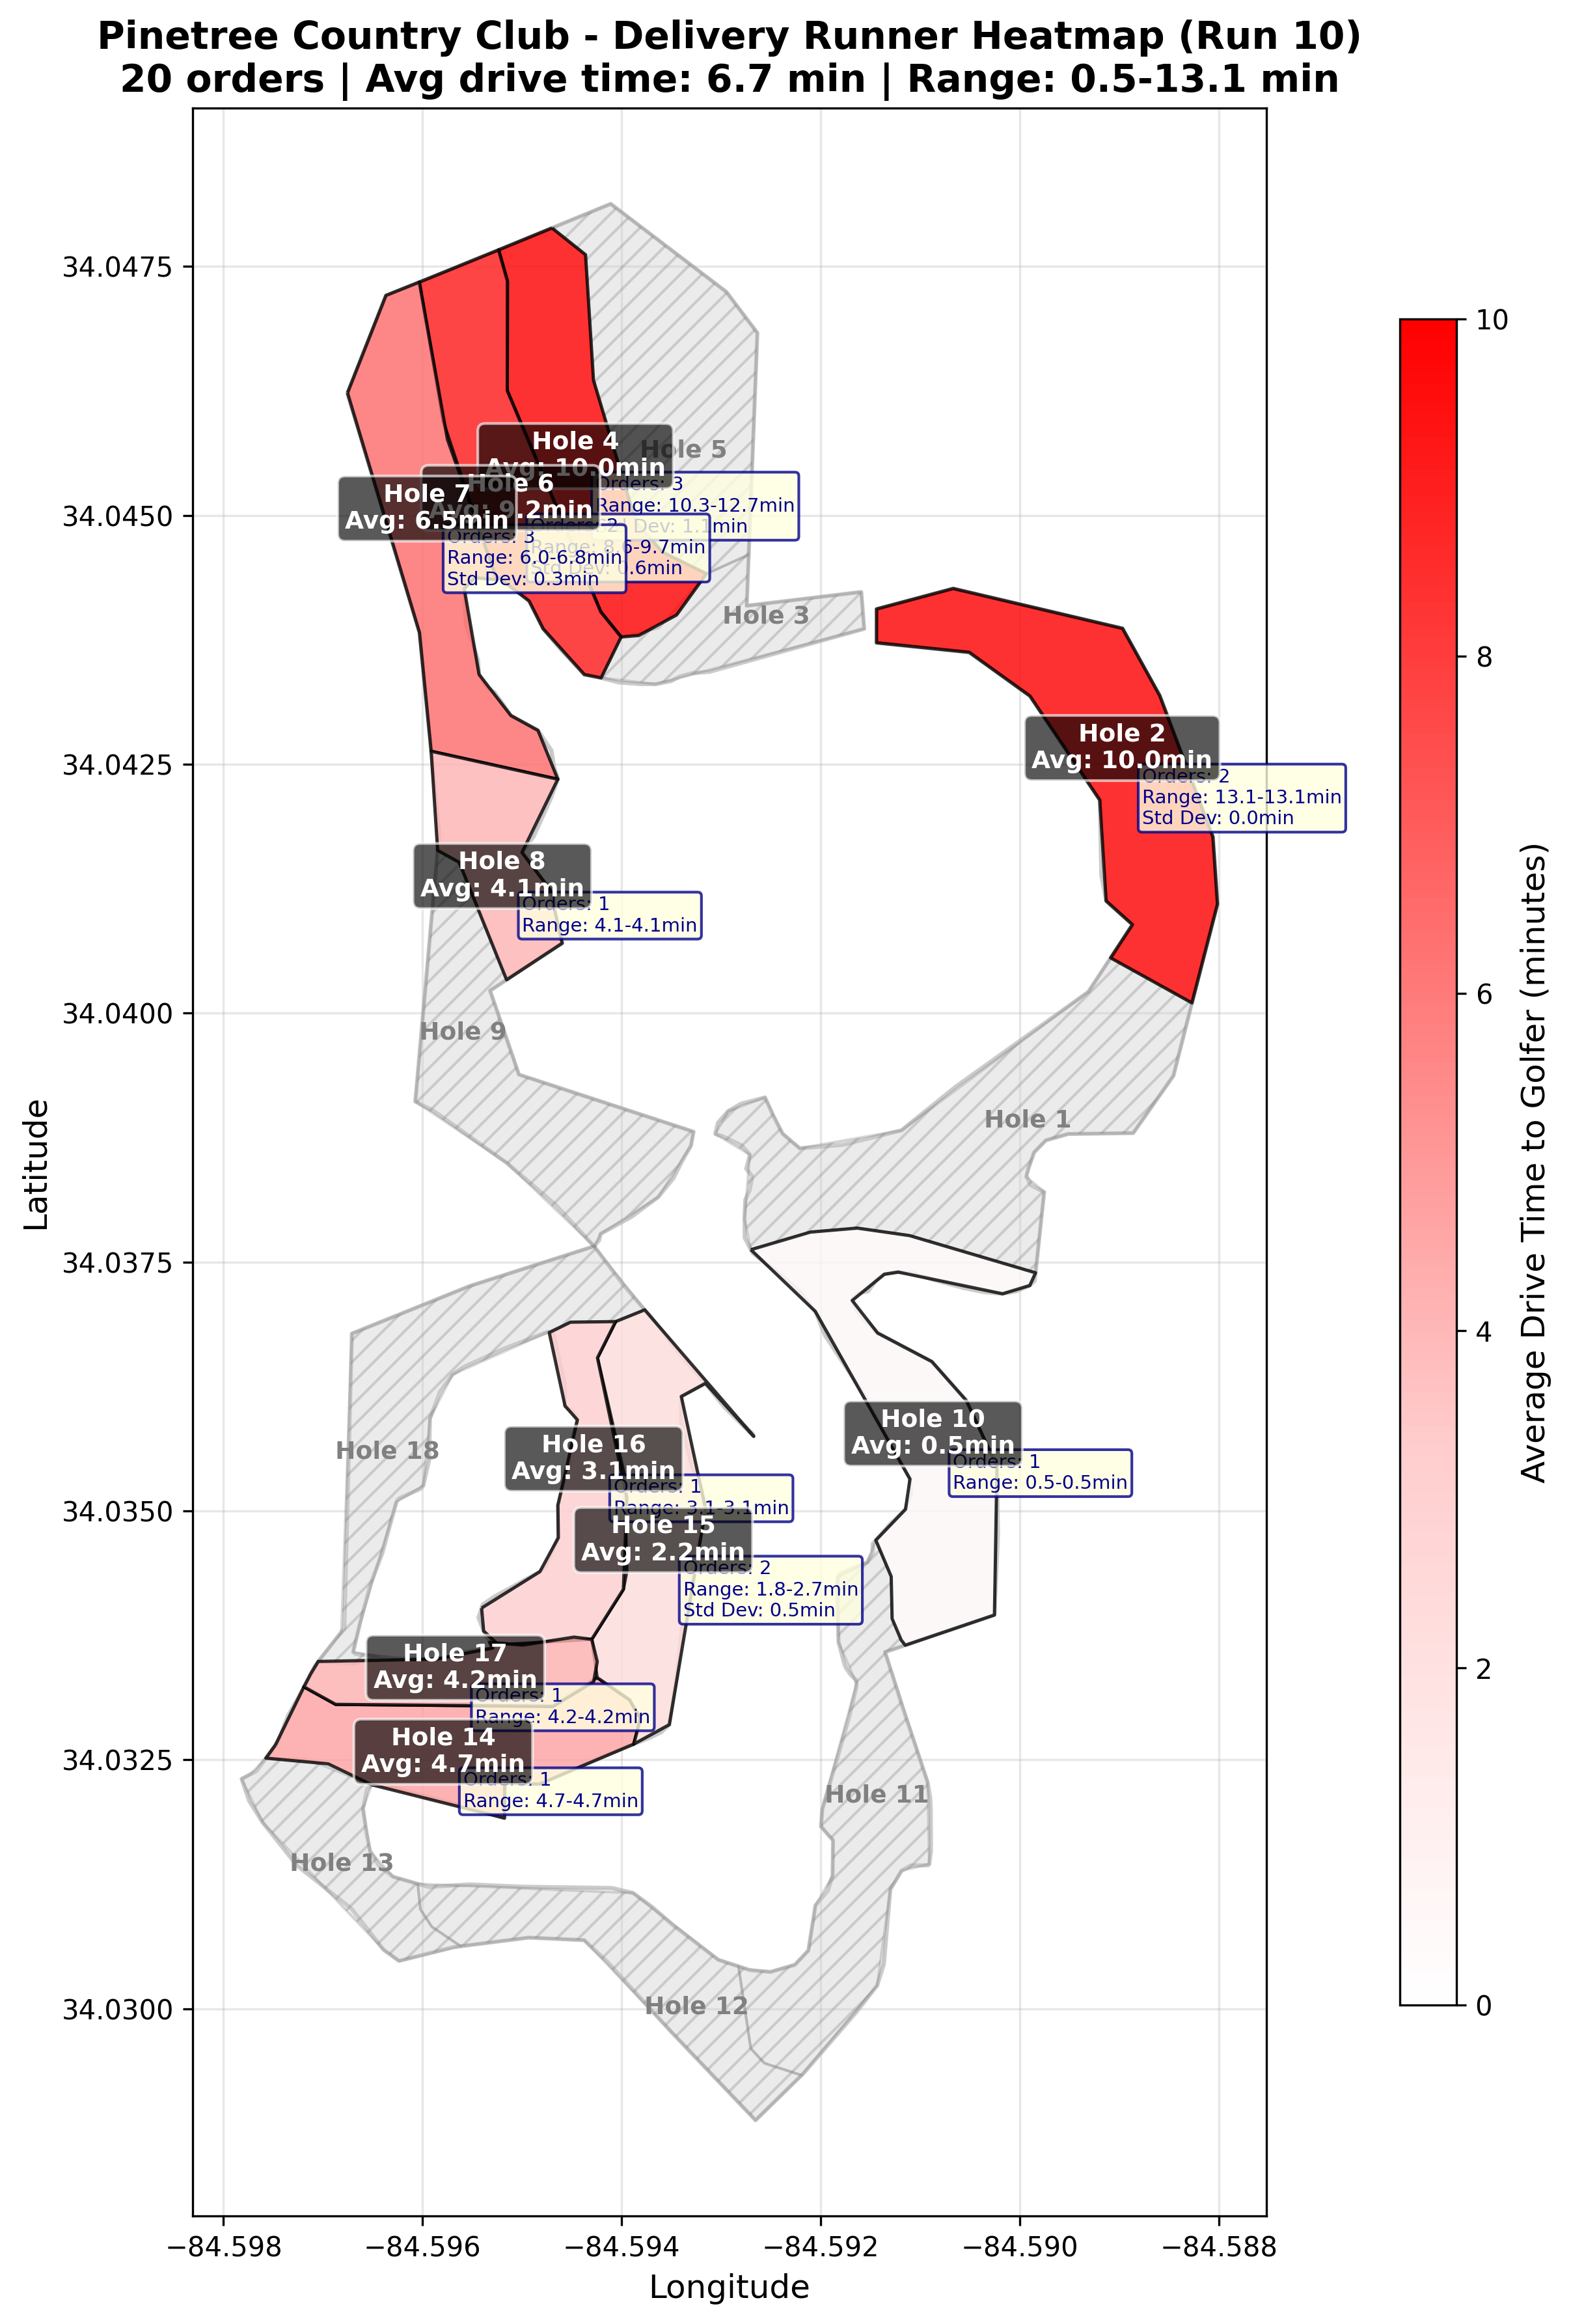 Pinetree Country Club - Delivery Runner Heatmap (Run 10)
20 orders | Avg drive time: 6.7 min | Range: 0.5-13.1 min
34.0475
34.0450
34.0425
34.0400
34.0375
34.0350
34.0325
34.0300
Latitude
−84.598
−84.596
−84.594
−84.592
−84.590
−84.588
Longitude
Hole 4
Avg: 10.0min
Hole 5
Orders: 3
Range: 10.3-12.7min
Dev: 1.1min
Hole 6
Avg: 9.2min
Orders: 2
Range: 8.6-9.7min
Std Dev: 0.6min
Hole 7
Avg: 6.5min
Orders: 3
Range: 6.0-6.8min
Std Dev: 0.3min
Hole 3
Hole 2
Avg: 10.0min
Orders: 2
Range: 13.1-13.1min
Std Dev: 0.0min
Hole 8
Avg: 4.1min
Orders: 1
Range: 4.1-4.1min
Hole 9
Hole 1
Hole 10
Avg: 0.5min
Orders: 1
Range: 0.5-0.5min
Hole 18
Hole 16
Avg: 3.1min
Orders: 1
Range: 3.1-3.1min
Hole 15
Avg: 2.2min
Orders: 2
Range: 1.8-2.7min
Std Dev: 0.5min
Hole 17
Avg: 4.2min
Orders: 1
Range: 4.2-4.2min
Hole 14
Avg: 4.7min
Orders: 1
Range: 4.7-4.7min
Hole 11
Hole 13
Hole 12
10
8
6
4
2
0
Average Drive Time to Golfer (minutes)